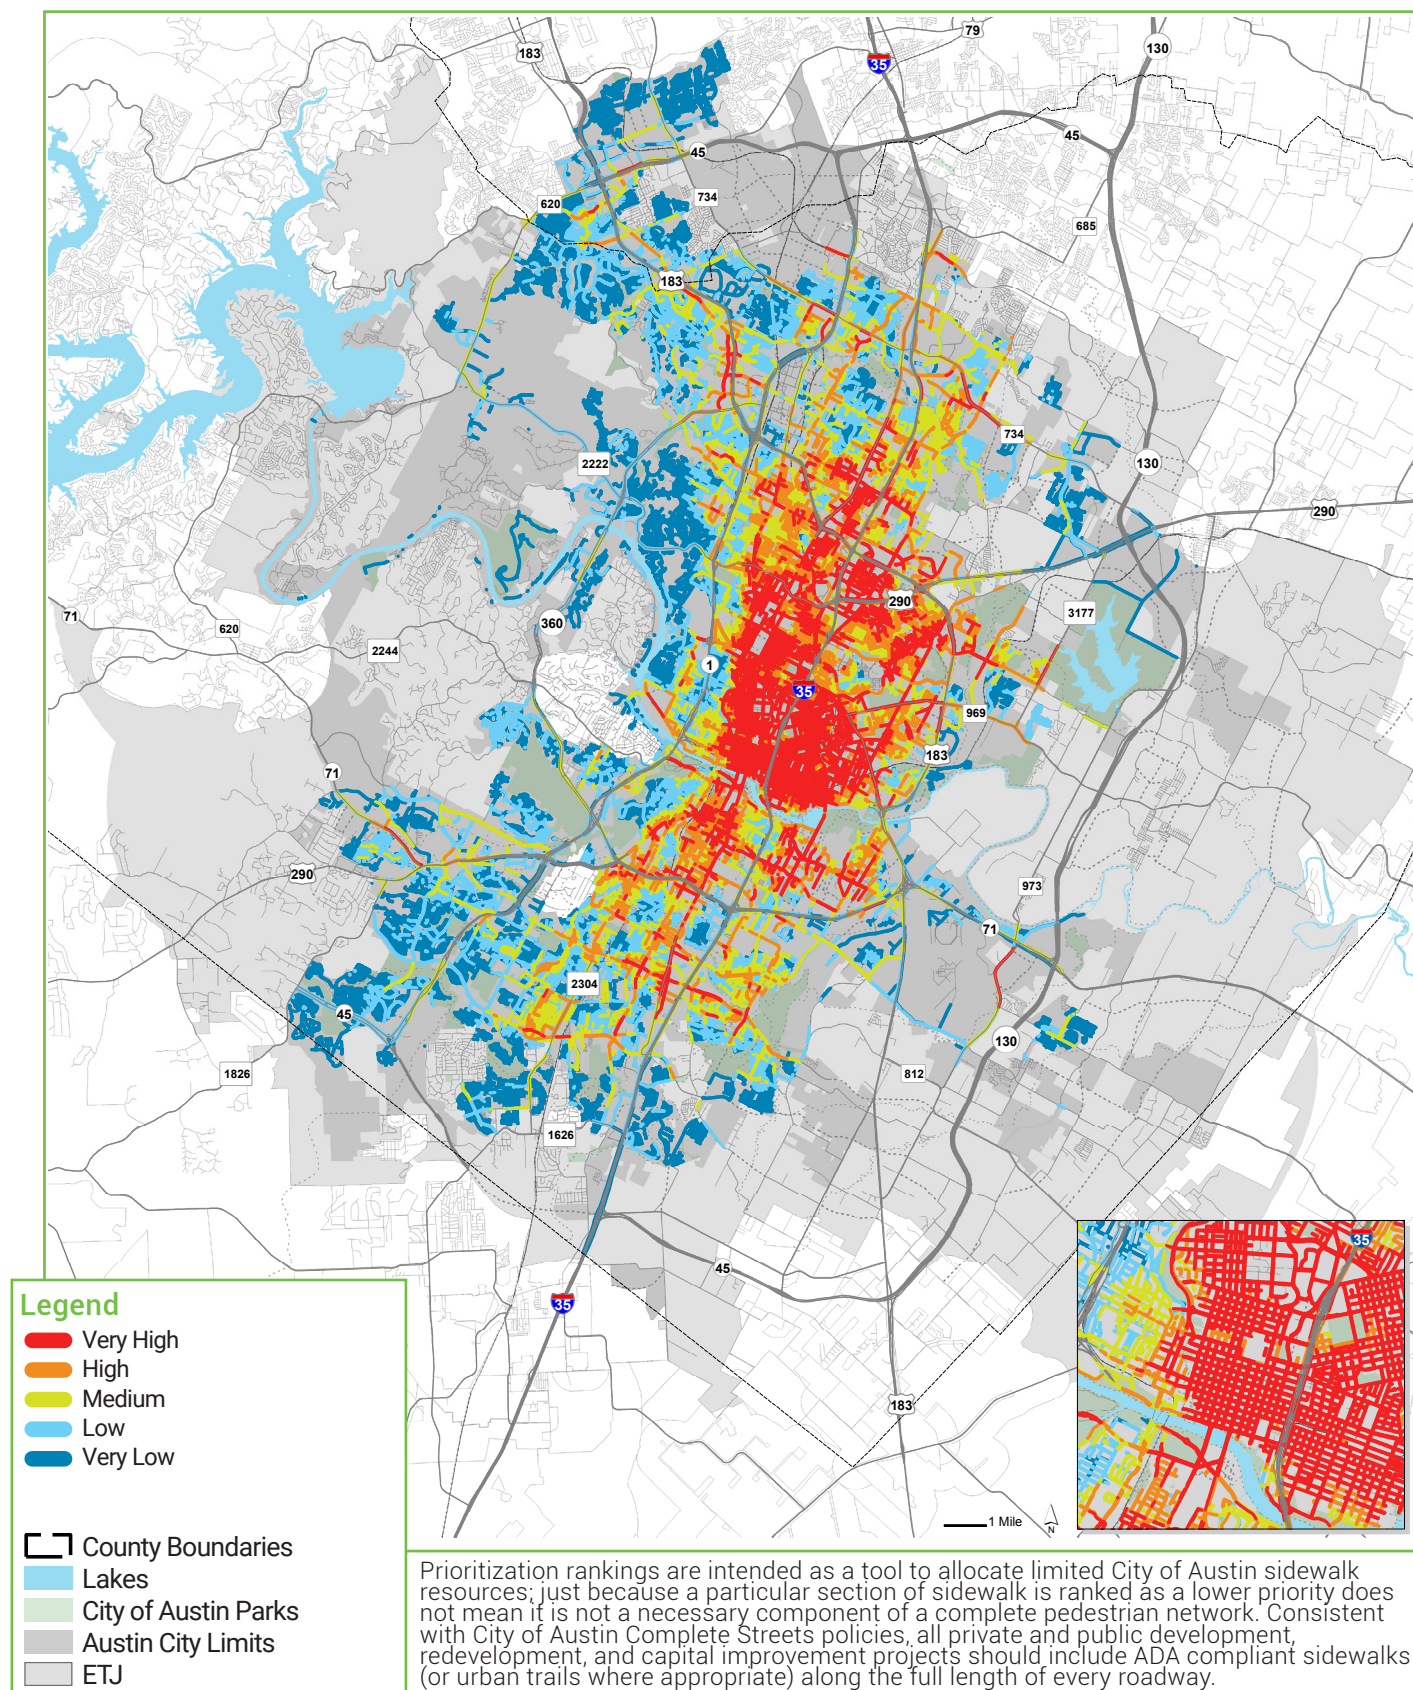 79
183
35
130
45
45
734
620
685
183
734
2222
130
290
71
620
360
290
3177
2244
1
35
969
183
71
290
973
71
2304
45
130
1826
812
1626
45
35
183
35
1 Mile
N
Legend
Very High
High
Medium
Low
Very Low
County Boundaries
Lakes
City of Austin Parks
Austin City Limits
ETJ
Prioritization rankings are intended as a tool to allocate limited City of Austin sidewalk
resources; just because a particular section of sidewalk is ranked as a lower priority does
not mean it is not a necessary component of a complete pedestrian network. Consistent
with City of Austin Complete Streets policies, all private and public development,
redevelopment, and capital improvement projects should include ADA compliant sidewalks
(or urban trails where appropriate) along the full length of every roadway.